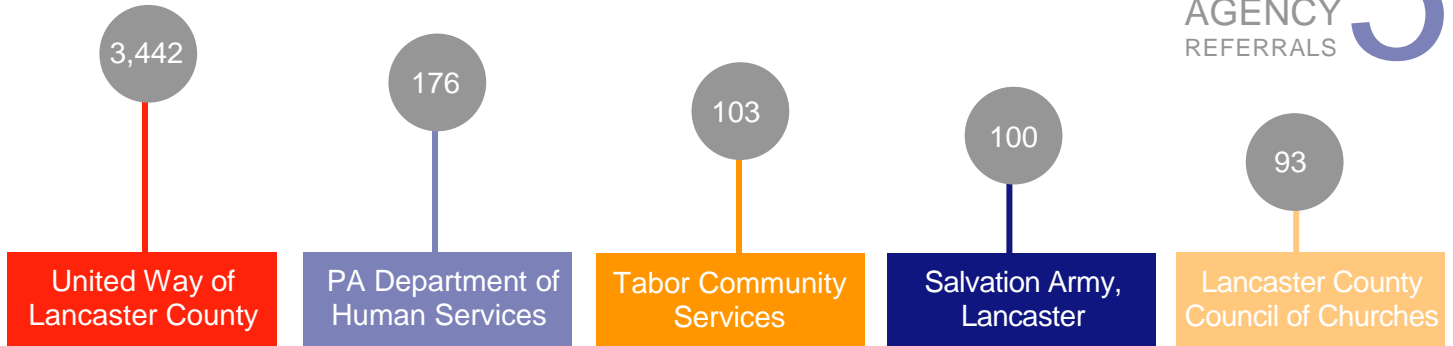 AGENCY
REFERRALS
3,442
176
103
100
93
United Way of
Lancaster County
PA Department of
Human Services
Tabor Community
Services
Salvation Army,
Lancaster
Lancaster County
Council of Churches